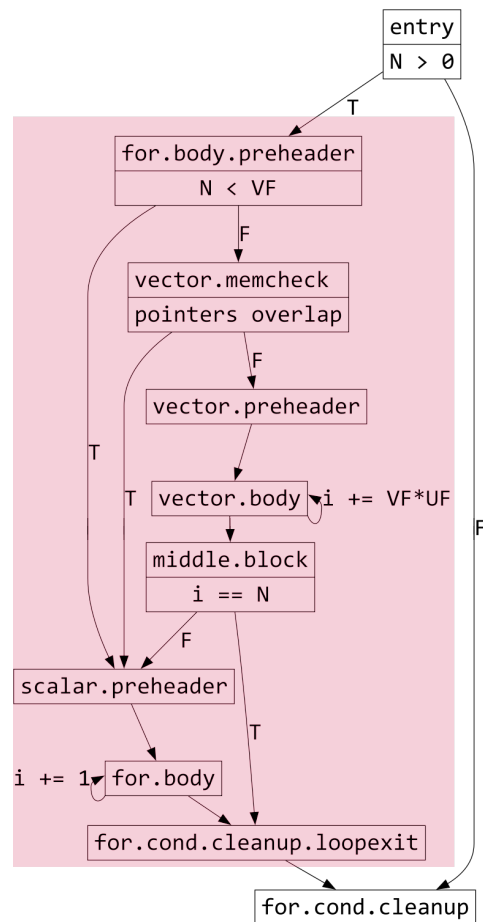 entry
N > 0
T
for.body.preheader
N < VF
F
vector.memcheck
pointers overlap
F
vector.preheader
T
T
vector.body
i += VF*UF
F
middle.block
i == N
F
scalar.preheader
T
i += 1
for.body
for.cond.cleanup.loopexit
for.cond.cleanup